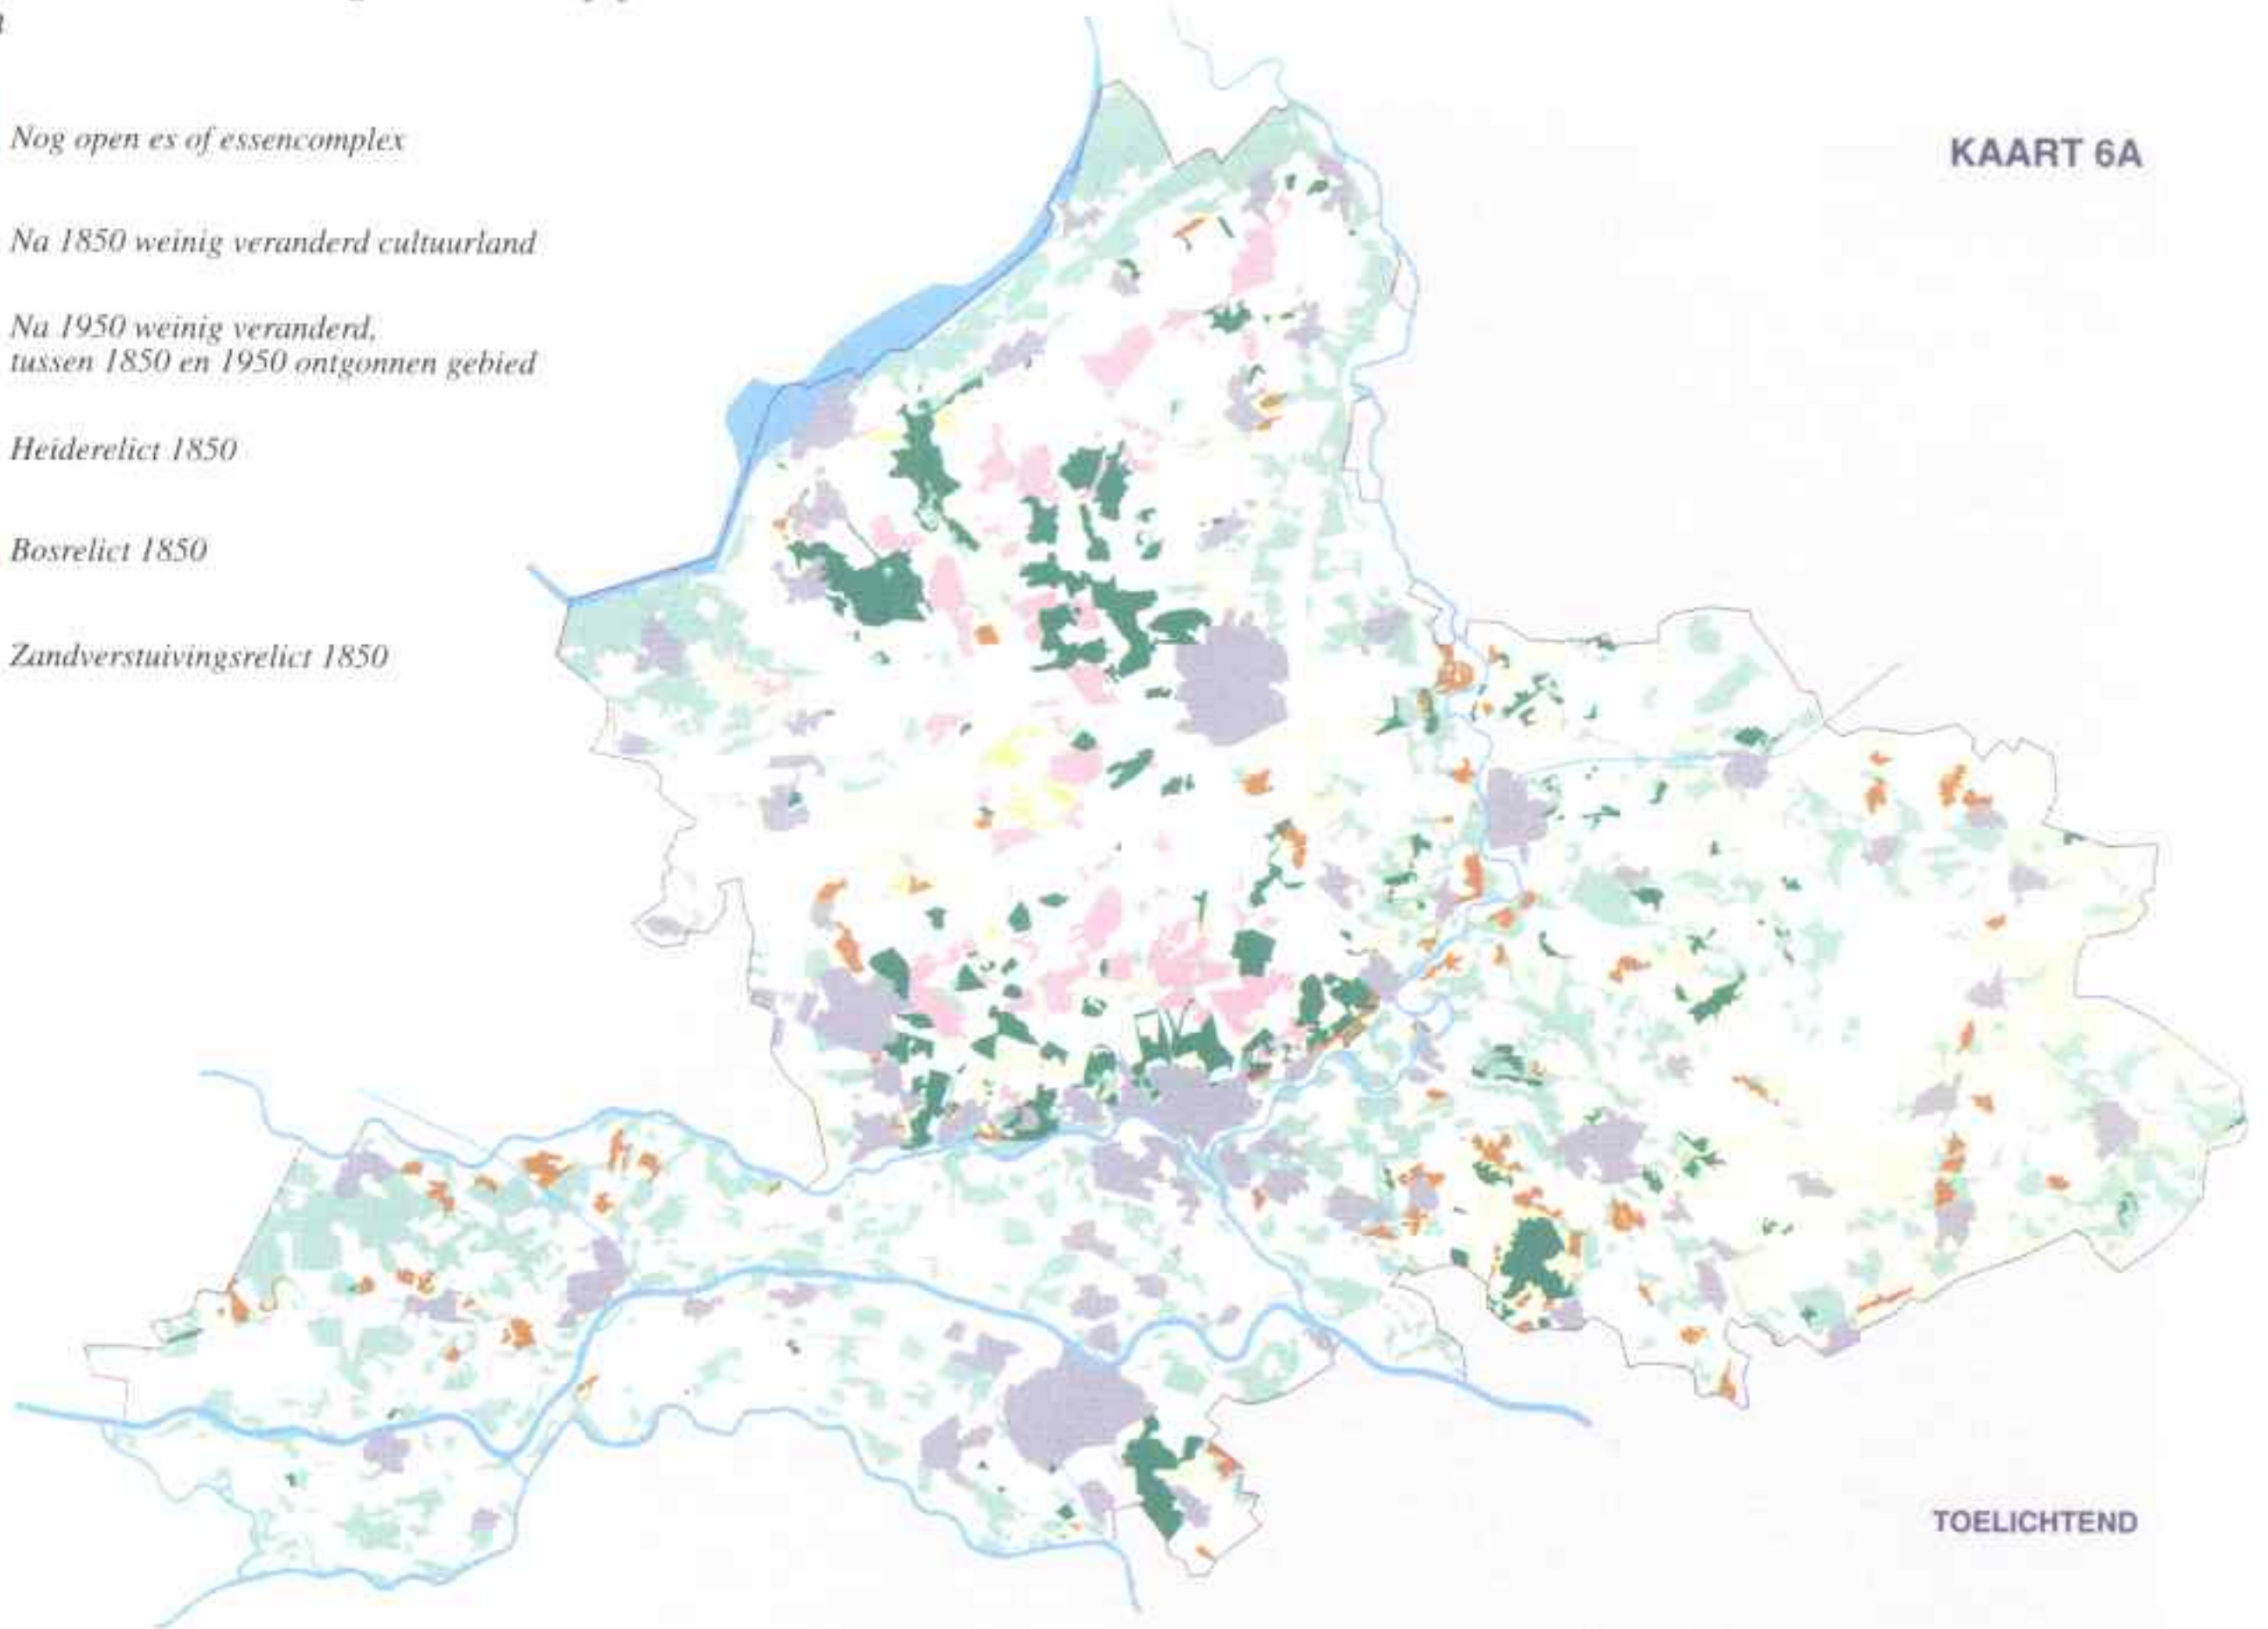 Nog open es of essencomplex
KAART 6A
Na 1850 weinig veranderd cultuurland
Na 1950 weinig veranderd,
tussen 1850 en 1950 ontgonnen gebied
Heiderelict 1850
Bosrelict 1850
Zandverstuivingsrelict 1850
TOELICHTEND